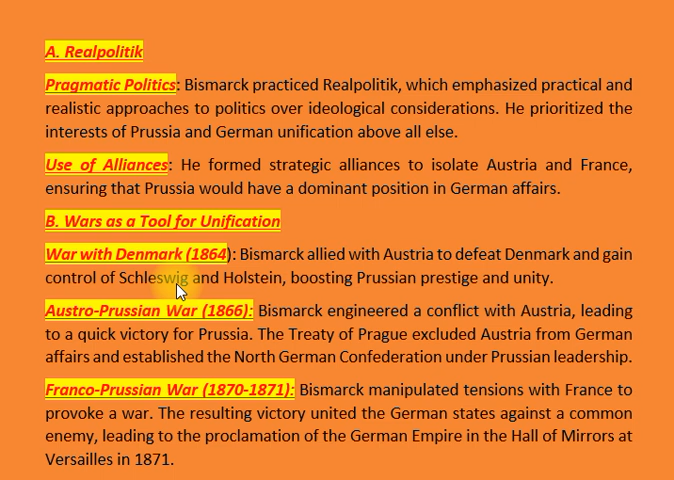 A. Realpolitik
Pragmatic Politics: Bismarck practiced Realpolitik, which emphasized practical and
realistic approaches to politics over ideological considerations. He prioritized the
interests of Prussia and German unification above all else.
Use of Alliances: He formed strategic alliances to isolate Austria and France,
ensuring that Prussia would have a dominant position in German affairs.
B. Wars as a Tool for Unification
War with Denmark (1864): Bismarck allied with Austria to defeat Denmark and gain
control of Schleswig and Holstein, boosting Prussian prestige and unity.
Austro-Prussian War (1866): Bismarck engineered a conflict with Austria, leading
to a quick victory for Prussia. The Treaty of Prague excluded Austria from German
affairs and established the North German Confederation under Prussian leadership.
Franco-Prussian War (1870-1871): Bismarck manipulated tensions with France to
provoke a war. The resulting victory united the German states against a common
enemy, leading to the proclamation of the German Empire in the Hall of Mirrors at
Versailles in 1871.